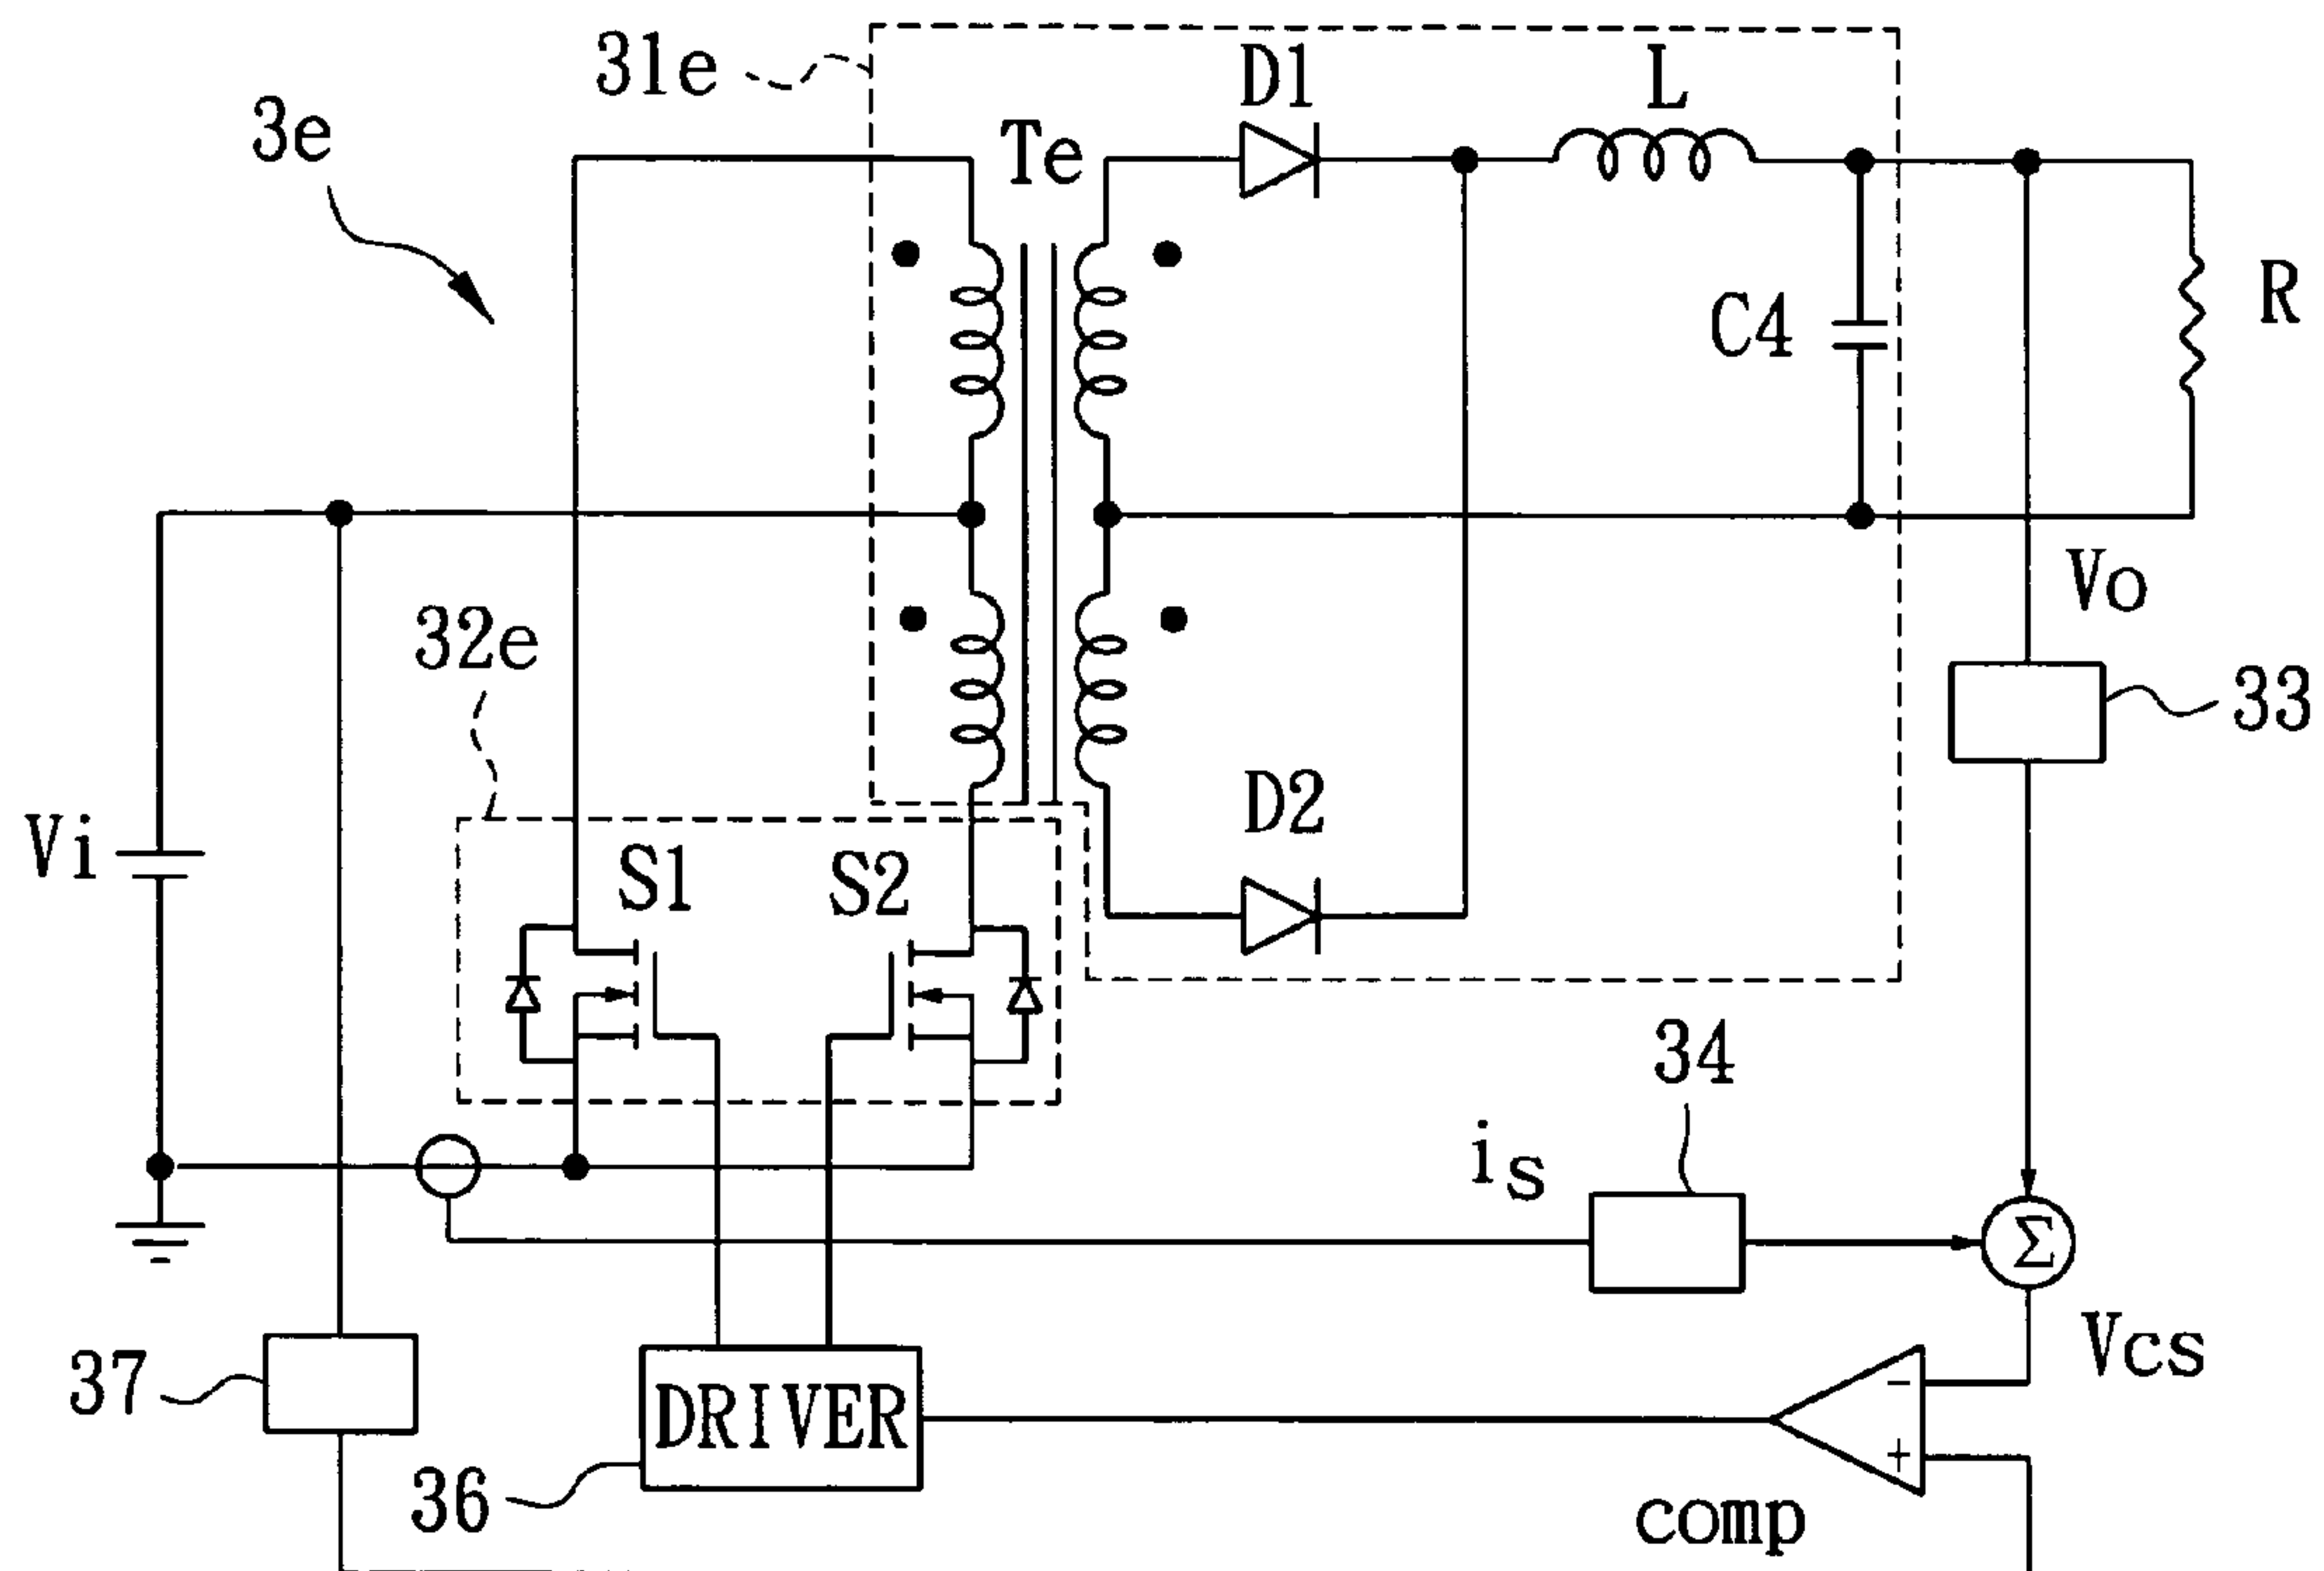 31e
D1
L
3e
Te
R
C4
32e
Vo
33
Vi
D2
S1
S2
34
is
Σ
37
Vcs
DRIVER
−
+
36
comp